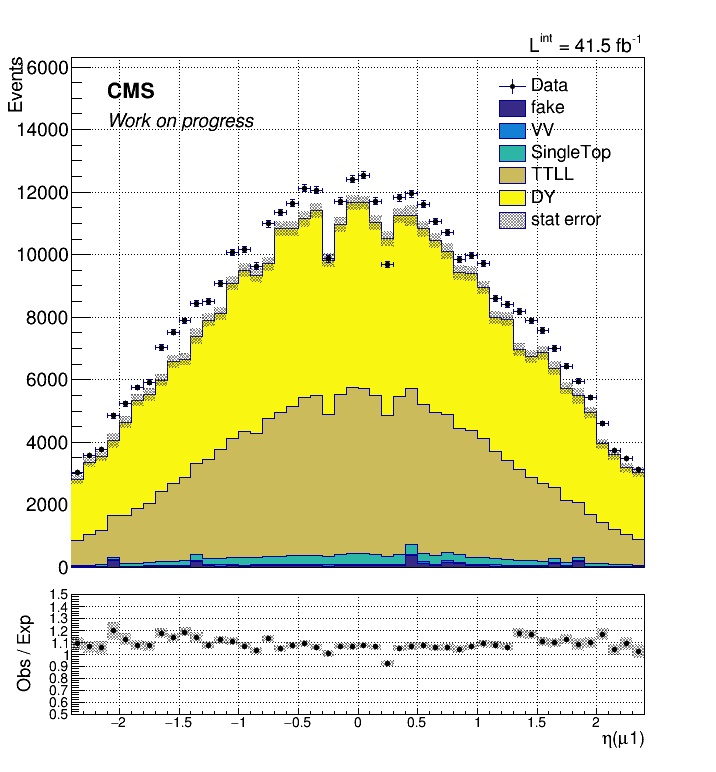 L^int = 41.5 fb^-1
Events
16000
14000
12000
10000
8000
6000
4000
2000
0
CMS
Work on progress
Data
fake
VV
SingleTop
TTLL
DY
stat error
Obs / Exp
1.5
1.4
1.3
1.2
1.1
1
0.9
0.8
0.7
0.6
0.5
−2
−1.5
−1
−0.5
0
0.5
1
1.5
2
η(μ1)